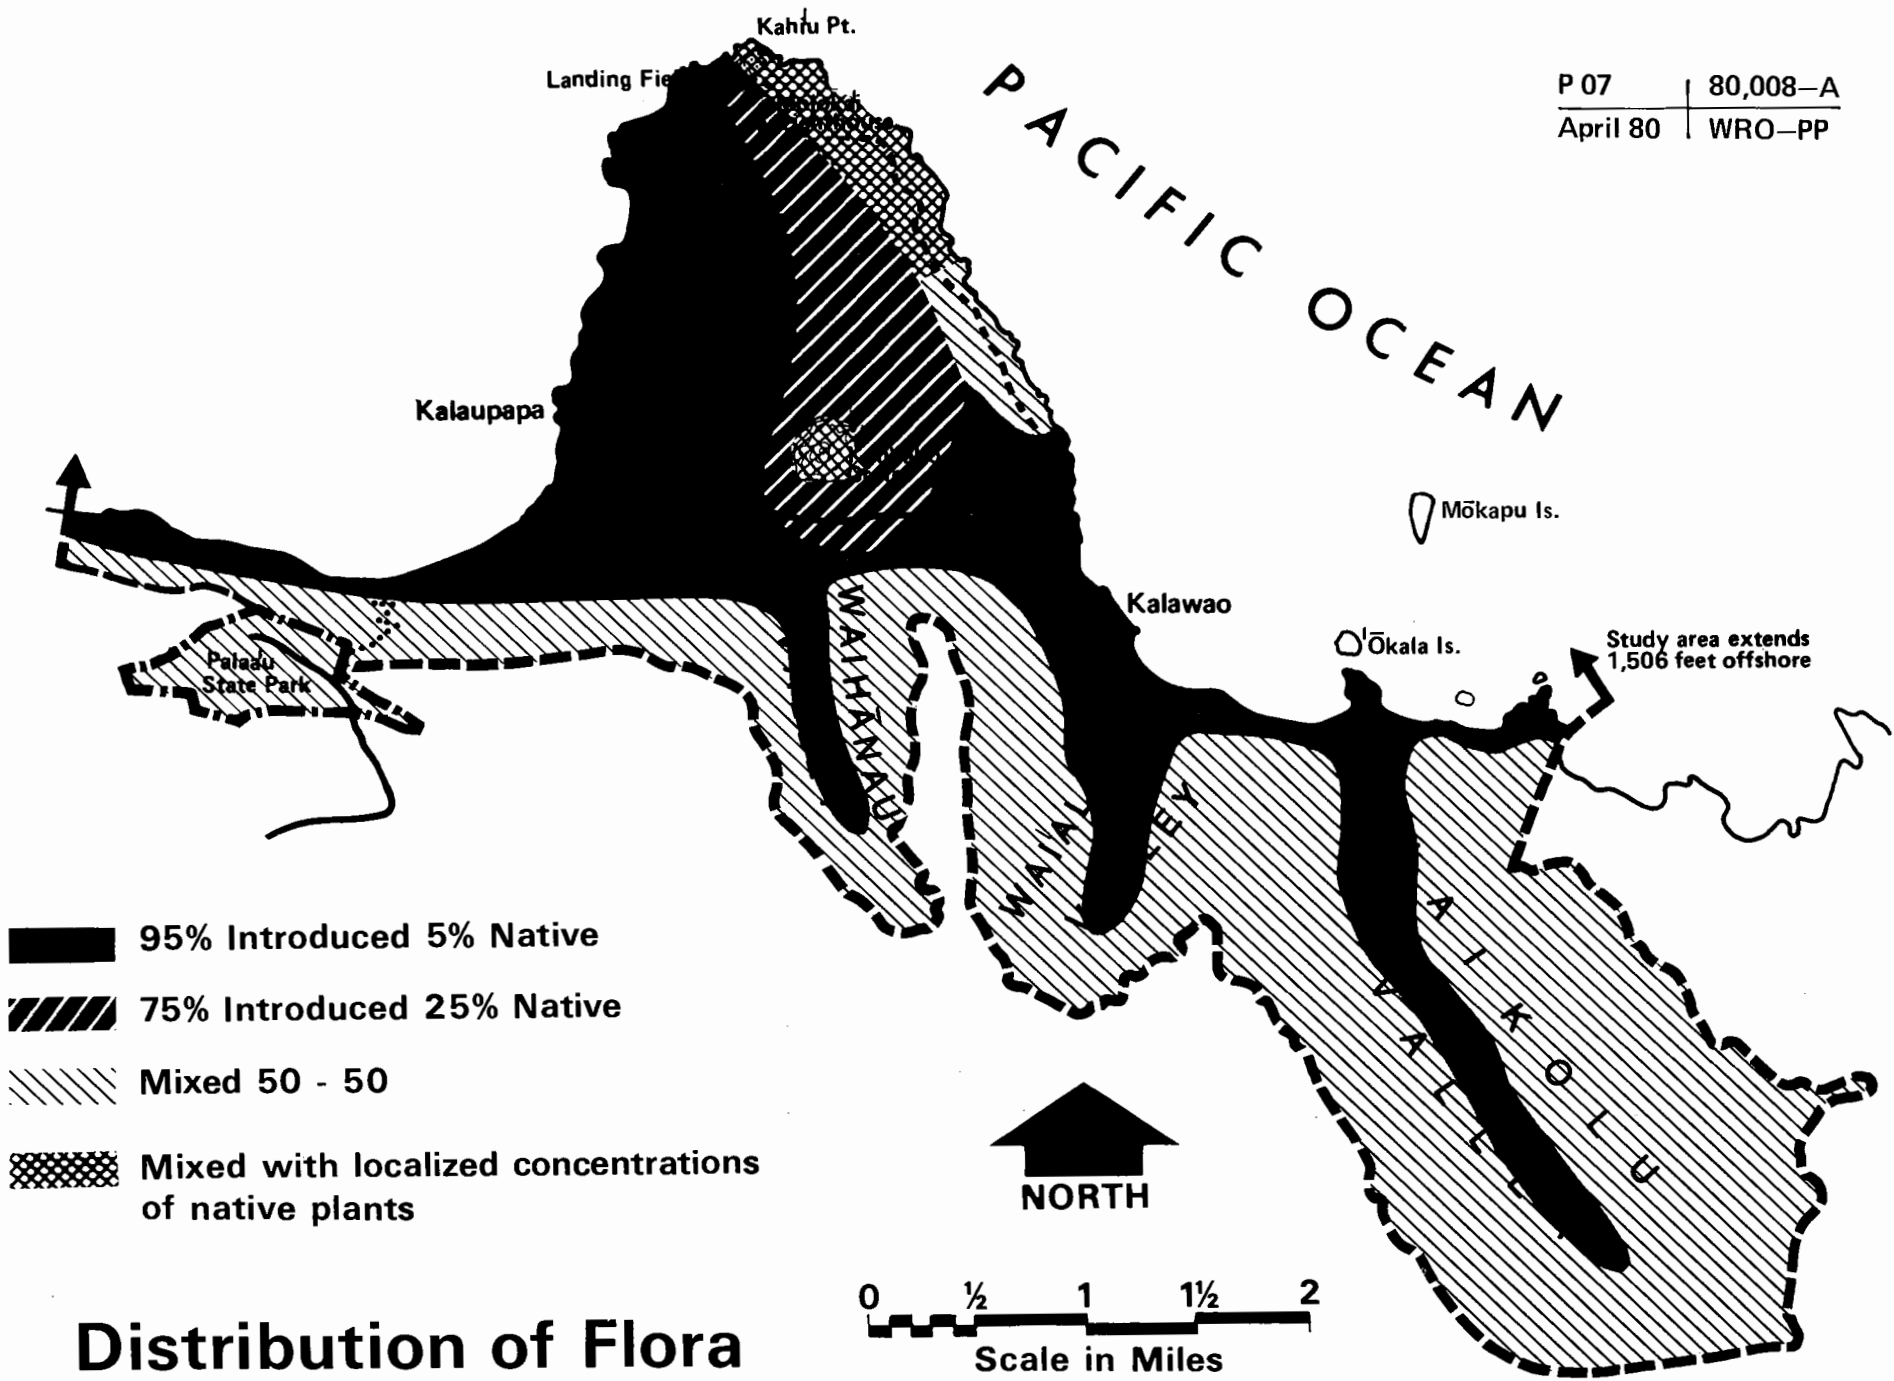 Kahiu Pt.
Landing
P 07 80,008–A
April 80 WRO–PP
PACIFIC OCEAN
Kalaupapa
Mōkapu Is.
Kalawao
ʻŌkala Is.
Study area extends
1,506 feet offshore
Palaau
State Park
WAIHĀNAU
WAIKOLU
95% Introduced 5% Native
75% Introduced 25% Native
Mixed 50 - 50
Mixed with localized concentrations
of native plants
NORTH
0 ½ 1 1½ 2
Scale in Miles
Distribution of Flora